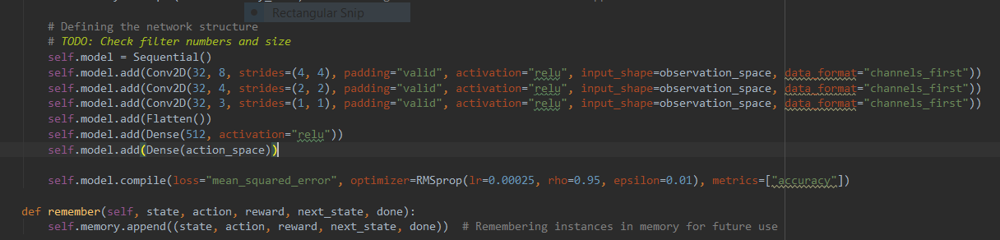 Rectangular Snip
# Defining the network structure
# TODO: Check filter numbers and size
self.model = Sequential()
self.model.add(Conv2D(32, 8, strides=(4, 4), padding="valid", activation="relu", input_shape=observation_space, data_format="channels_first"))
self.model.add(Conv2D(32, 4, strides=(2, 2), padding="valid", activation="relu", input_shape=observation_space, data_format="channels_first"))
self.model.add(Conv2D(32, 3, strides=(1, 1), padding="valid", activation="relu", input_shape=observation_space, data_format="channels_first"))
self.model.add(Flatten())
self.model.add(Dense(512, activation="relu"))
self.model.add(Dense(action_space))
self.model.compile(loss="mean_squared_error", optimizer=RMSprop(lr=0.00025, rho=0.95, epsilon=0.01), metrics=["accuracy"])
def remember(self, state, action, reward, next_state, done):
self.memory.append((state, action, reward, next_state, done))  # Remembering instances in memory for future use